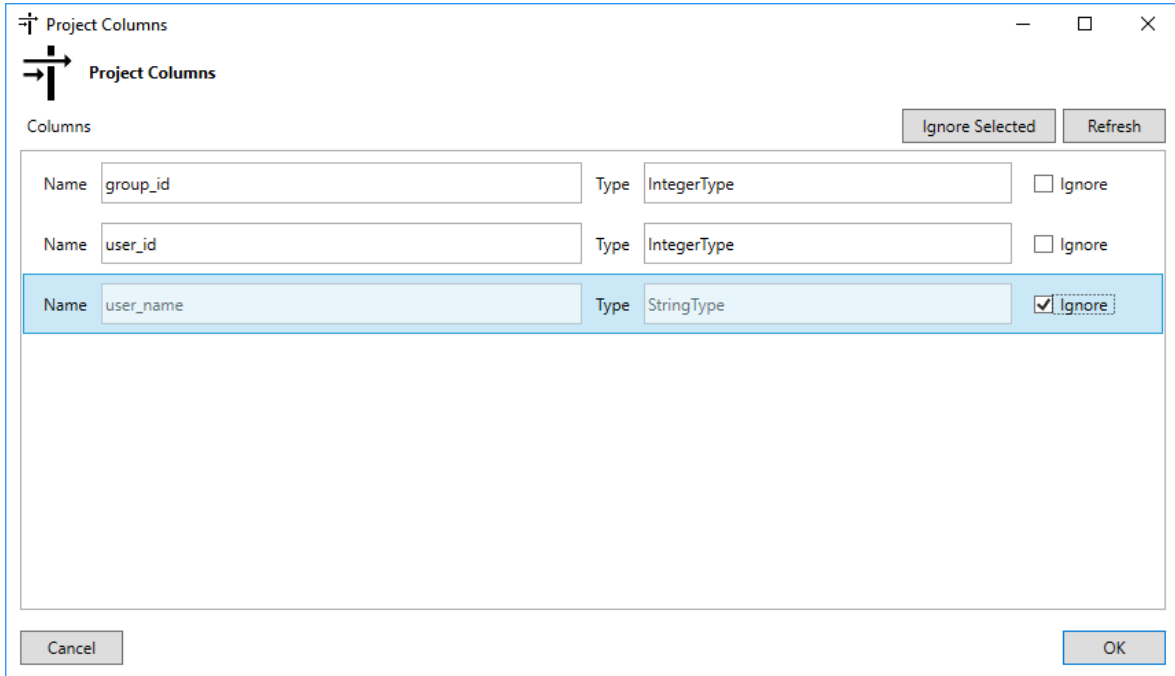 Project Columns
Project Columns
Columns Ignore Selected Refresh
Name group_id Type IntegerType Ignore
Name user_id Type IntegerType Ignore
Name user_name Type StringType Ignore
Cancel OK